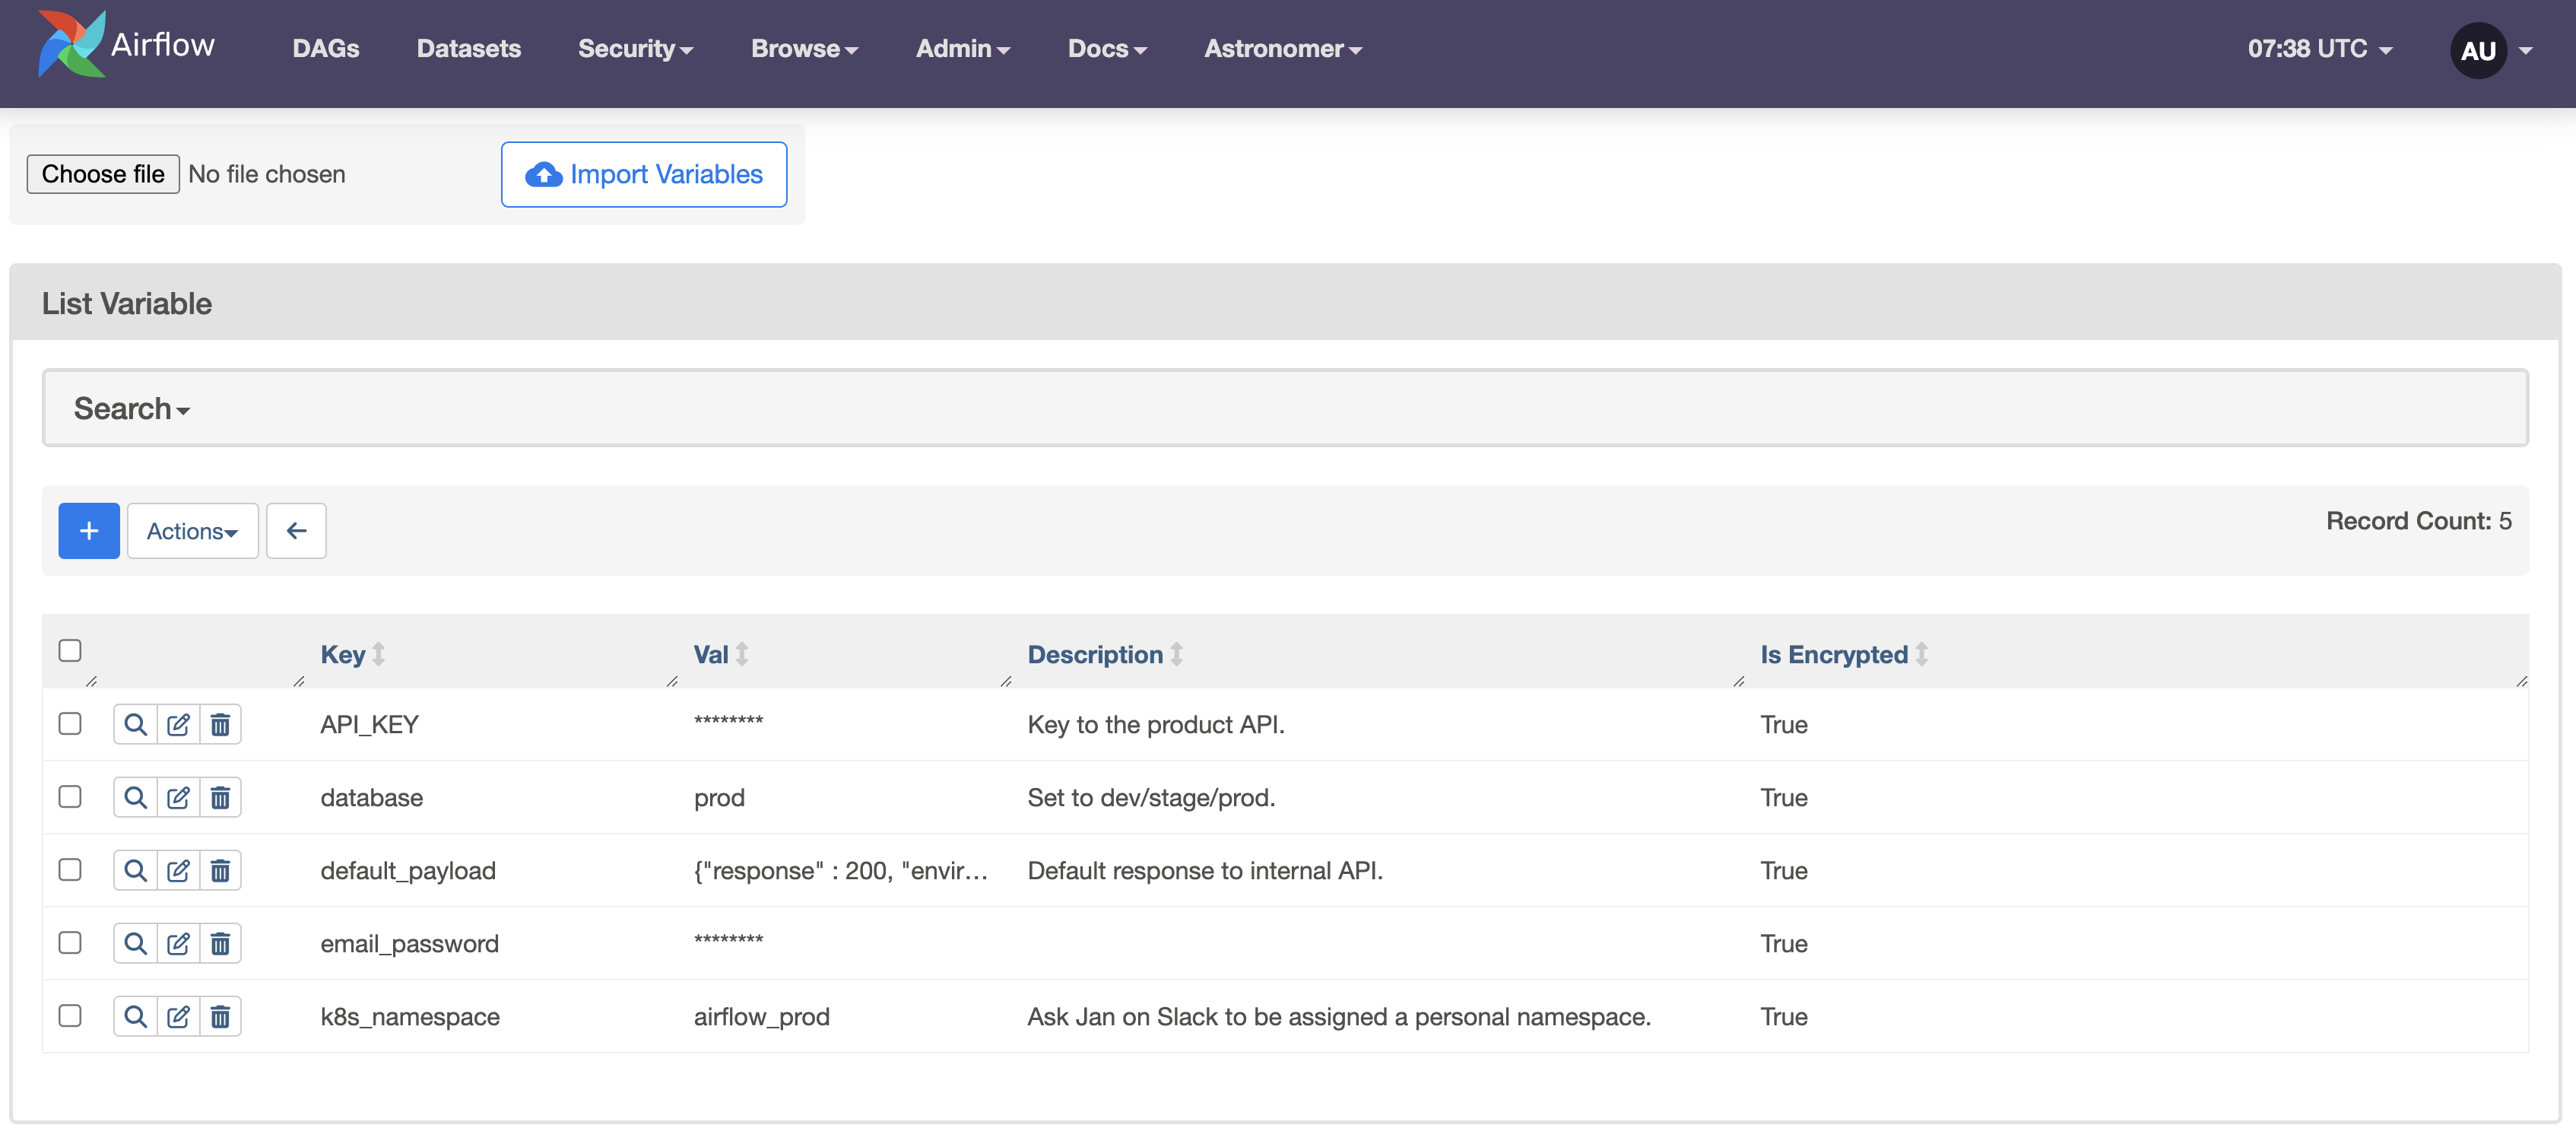 Airflow DAGs Datasets Security Browse Admin Docs Astronomer 07:38 UTC AU
Choose file No file chosen Import Variables
List Variable
Search
+ Actions Record Count: 5
Key Val Description Is Encrypted
API_KEY ******** Key to the product API. True
database prod Set to dev/stage/prod. True
default_payload {"response" : 200, "envir... Default response to internal API. True
email_password ******** True
k8s_namespace airflow_prod Ask Jan on Slack to be assigned a personal namespace. True